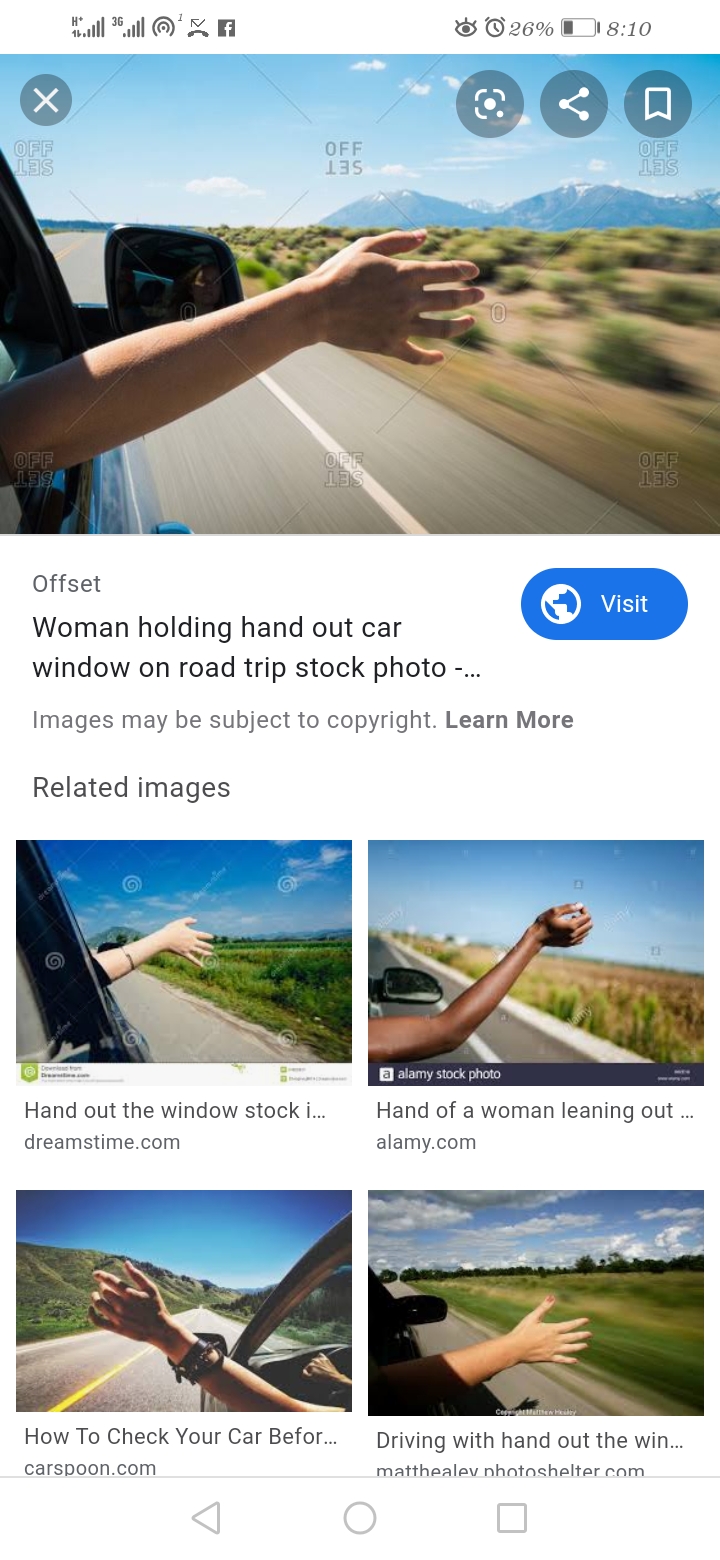 H+ 3G 1 26% 8:10
OFF OFF OFF
SET SET SET
O O
OFF OFF OFF
SET SET SET
Offset
Visit
Woman holding hand out car
window on road trip stock photo -...
Images may be subject to copyright. Learn More
Related images
Download from
Dreamstime.com
a alamy stock photo
Hand out the window stock i...
dreamstime.com
Hand of a woman leaning out ...
alamy.com
Copyright Matthew Healey
How To Check Your Car Befor...
carspoon.com
Driving with hand out the win...
matthealey.photoshelter.com